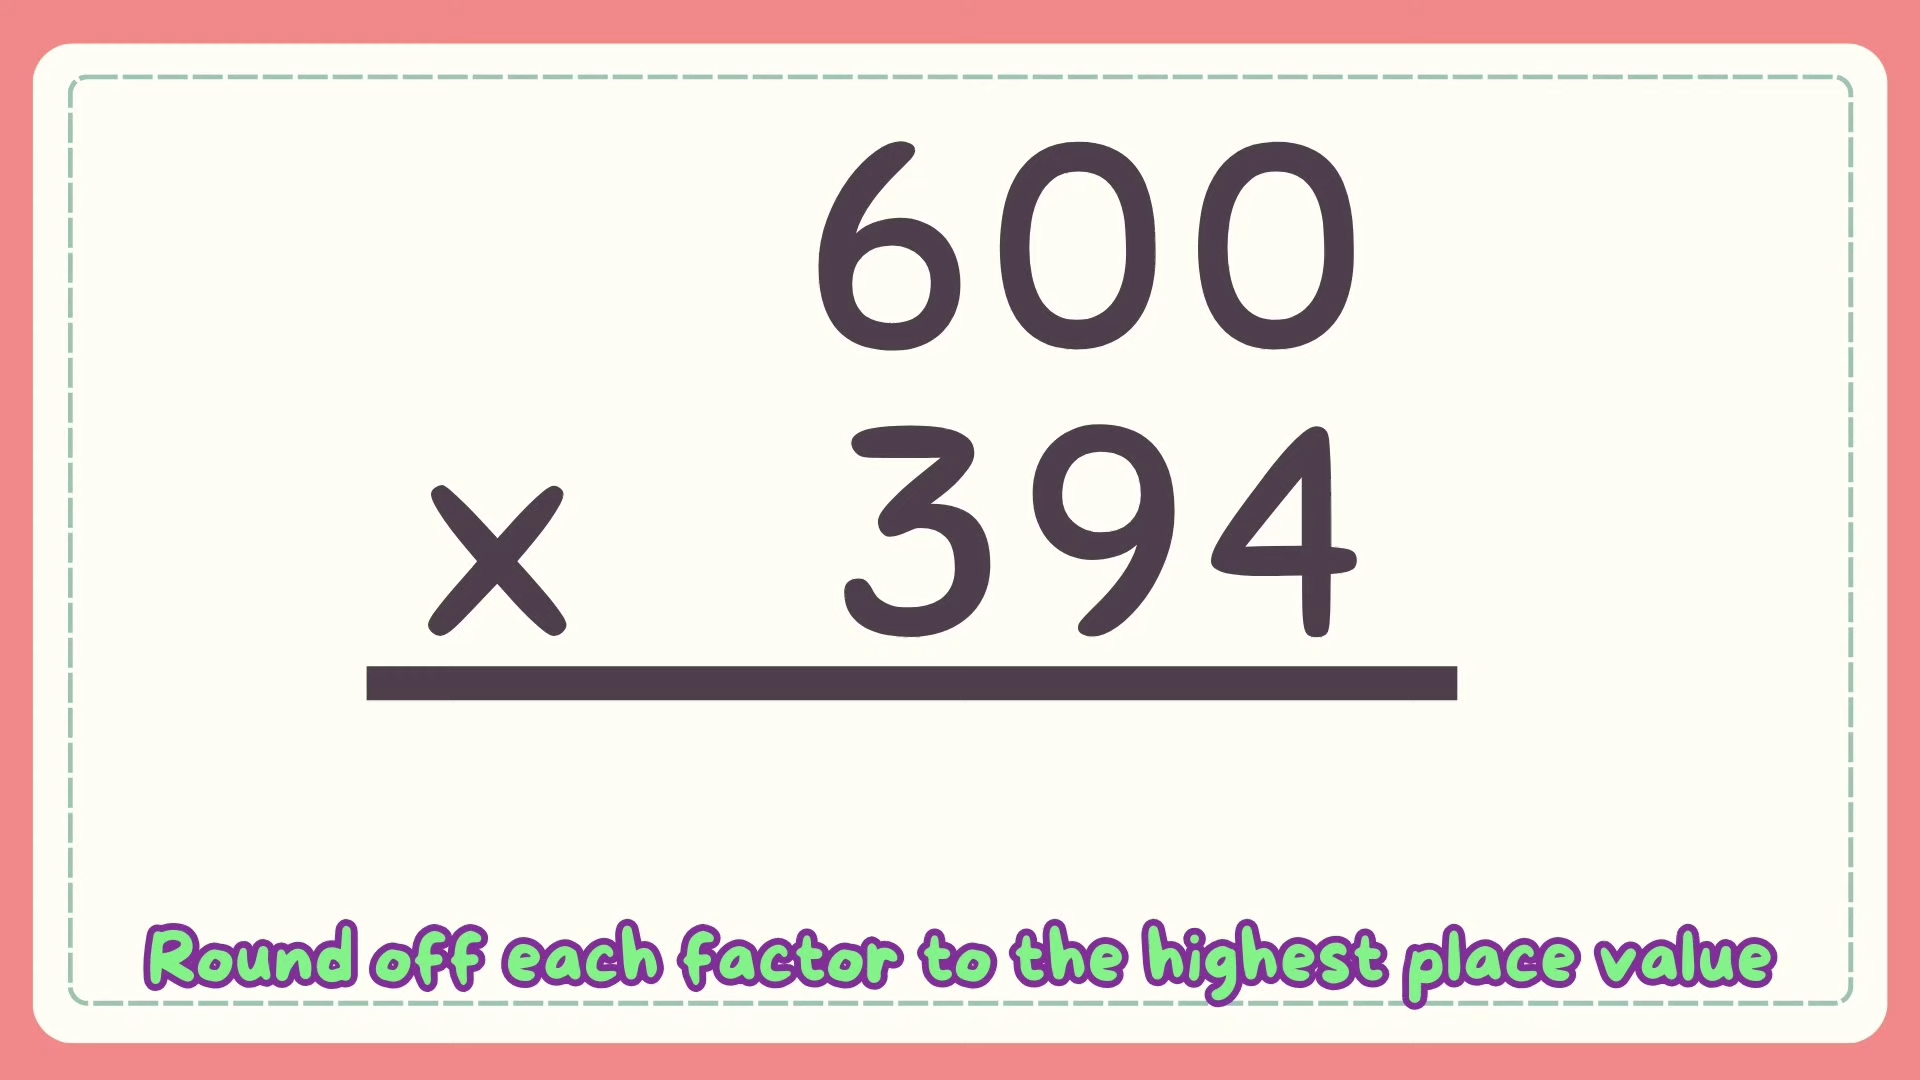 600
x 394
Round off each factor to the highest place value